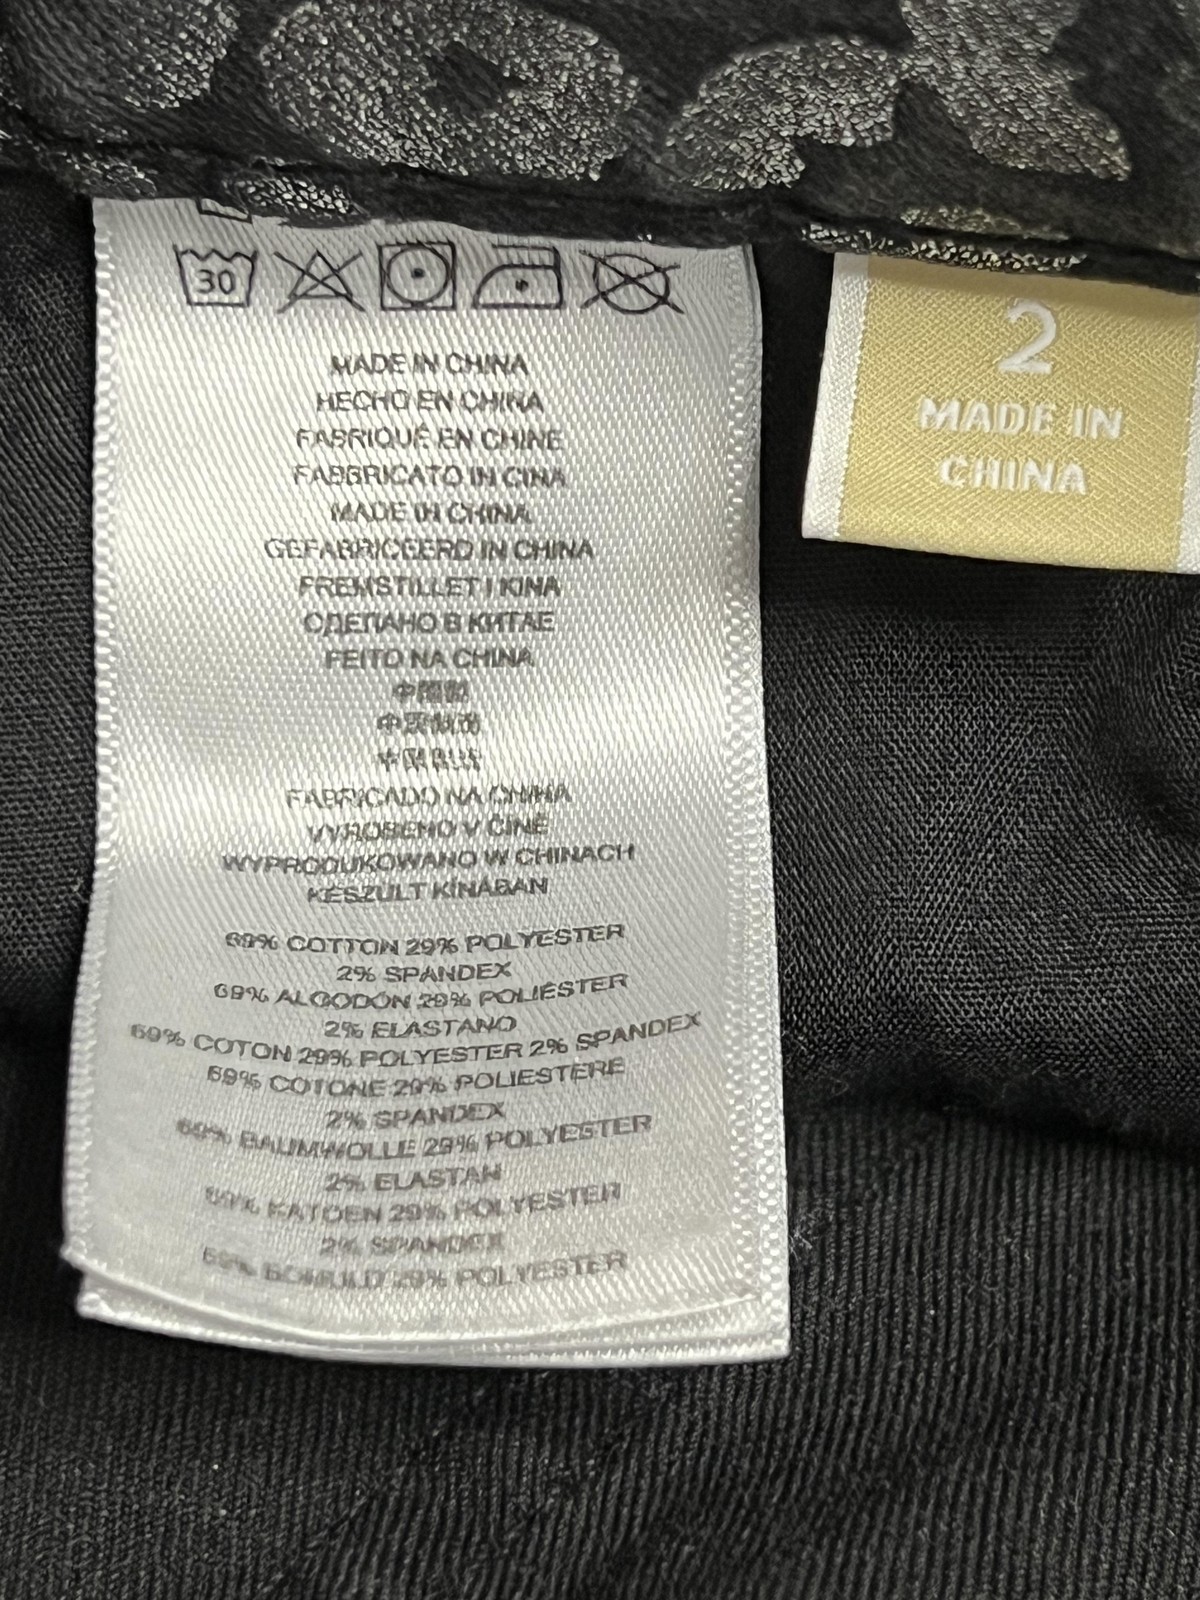 30
MADE IN CHINA
HECHO EN CHINA
FABRIQUÉ EN CHINE
FABBRICATO IN CINA
MADE IN CHINA
GEFABRICEERD IN CHINA
FREMSTILLET I KINA
СДЕЛАНО В КИТАЕ
FEITO NA CHINA
FABRICADO NA CHINA
VYROBENO V ČÍNĚ
WYPRODUKOWANO W CHINACH
KÉSZÜLT KÍNÁBAN
69% COTTON 29% POLYESTER
2% SPANDEX
69% ALGODÓN 29% POLIÉSTER
2% ELASTANO
69% COTON 29% POLYESTER 2% SPANDEX
69% COTONE 29% POLIESTERE
2% SPANDEX
69% BAUMWOLLE 29% POLYESTER
2% ELASTAN
69% KATOEN 29% POLYESTER
2% SPANDEX
69% BOMULD 29% POLYESTER
2
MADE IN
CHINA